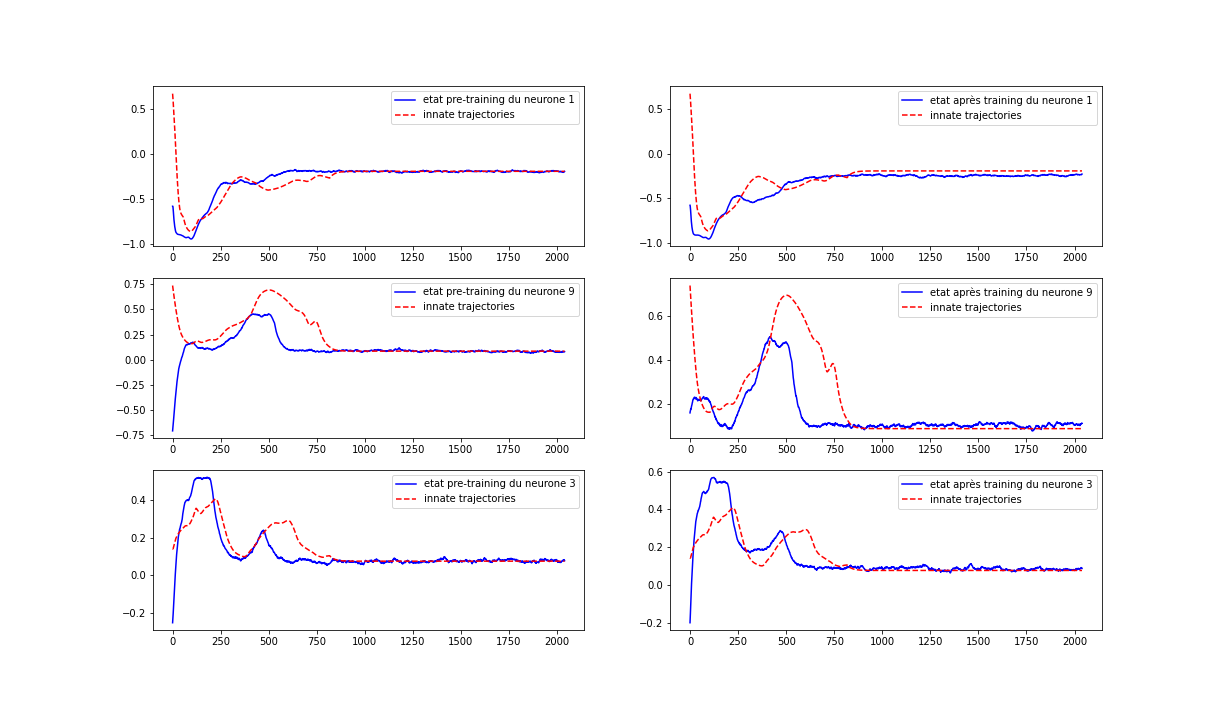 etat pre-training du neurone 1
innate trajectories
0.5
0.0
−0.5
−1.0
0 250 500 750 1000 1250 1500 1750 2000
etat après training du neurone 1
innate trajectories
0.5
0.0
−0.5
−1.0
0 250 500 750 1000 1250 1500 1750 2000
etat pre-training du neurone 9
innate trajectories
0.75
0.50
0.25
0.00
−0.25
−0.50
−0.75
0 250 500 750 1000 1250 1500 1750 2000
etat après training du neurone 9
innate trajectories
0.6
0.4
0.2
0 250 500 750 1000 1250 1500 1750 2000
etat pre-training du neurone 3
innate trajectories
0.4
0.2
0.0
−0.2
0 250 500 750 1000 1250 1500 1750 2000
etat après training du neurone 3
innate trajectories
0.6
0.4
0.2
0.0
−0.2
0 250 500 750 1000 1250 1500 1750 2000